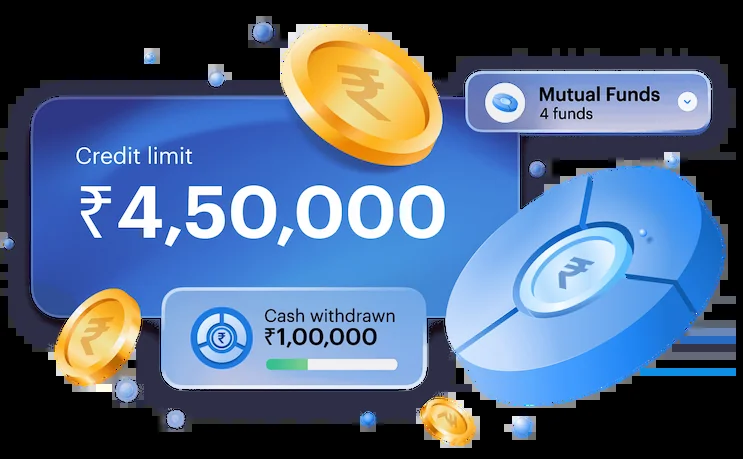 Mutual Funds
4 funds
Credit limit
₹4,50,000
Cash withdrawn
₹1,00,000
₹
₹
₹
₹
₹